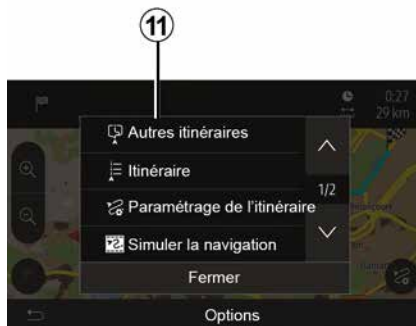 11
0:27
29 km
Autres itinéraires
Itinéraire
1/2
Paramétrage de l'itinéraire
Simuler la navigation
Fermer
Options